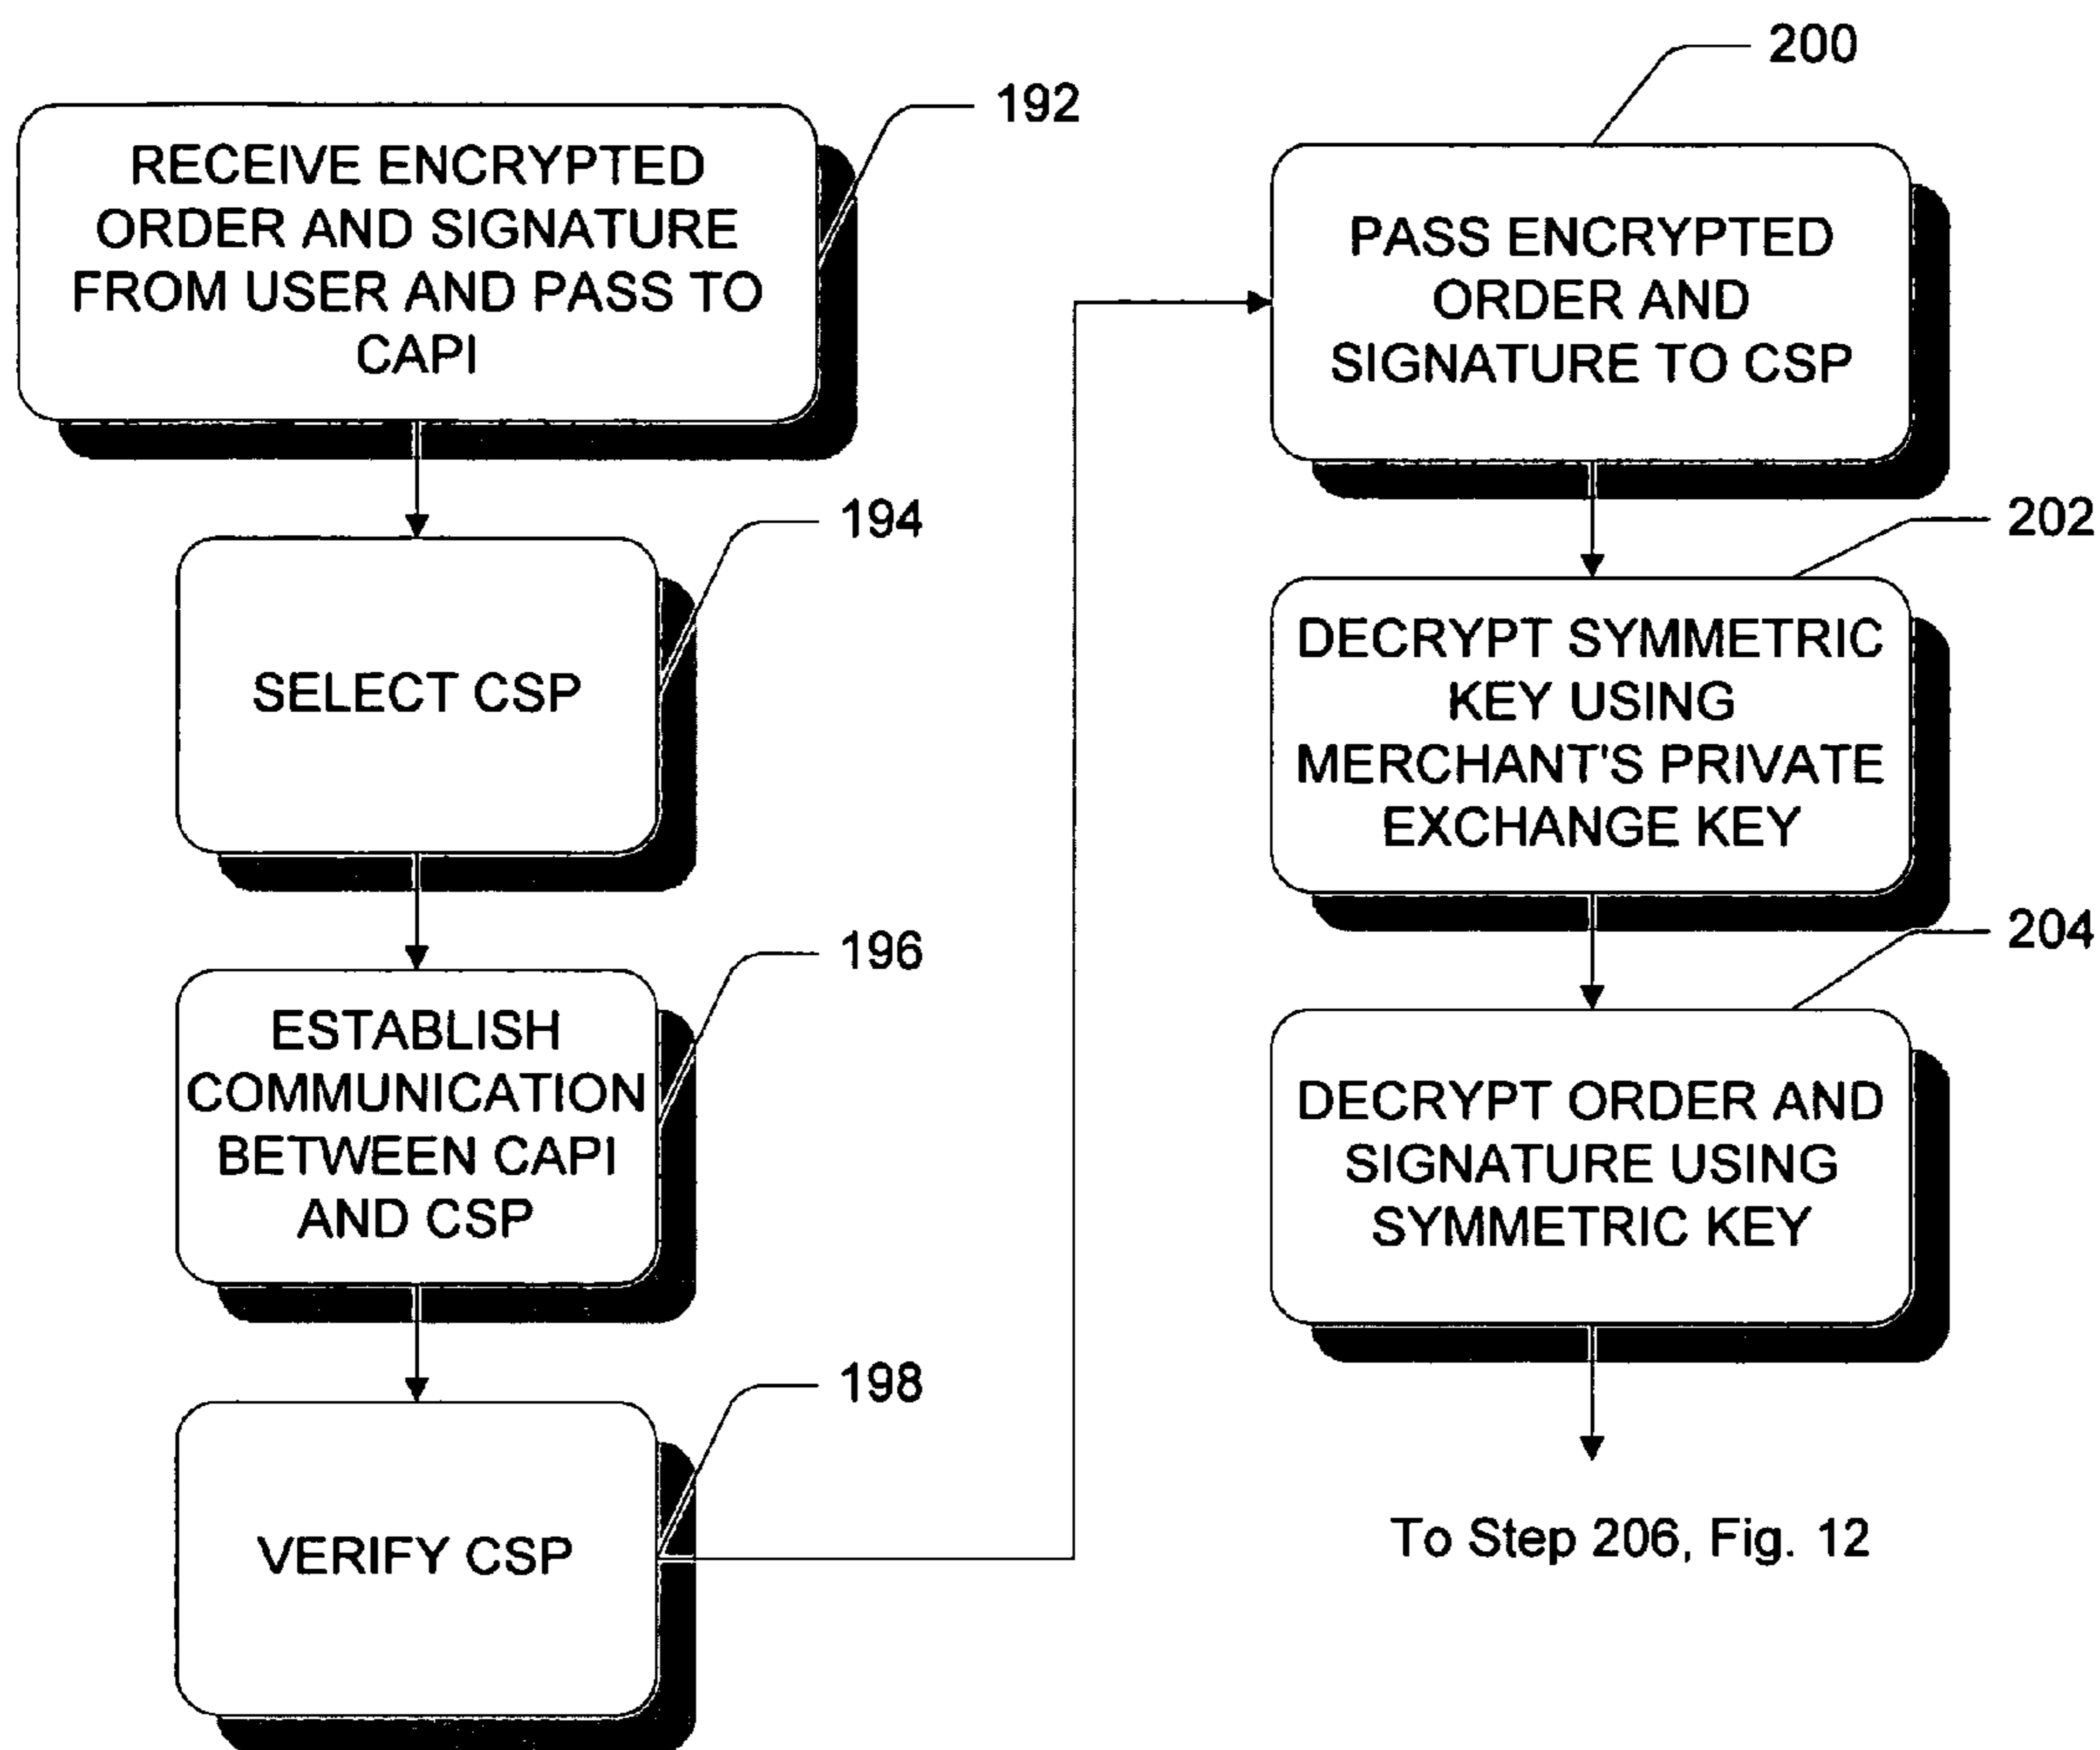 192
RECEIVE ENCRYPTED
ORDER AND SIGNATURE
FROM USER AND PASS TO
CAPI
194
SELECT CSP
196
ESTABLISH
COMMUNICATION
BETWEEN CAPI
AND CSP
198
VERIFY CSP
200
PASS ENCRYPTED
ORDER AND
SIGNATURE TO CSP
202
DECRYPT SYMMETRIC
KEY USING
MERCHANT'S PRIVATE
EXCHANGE KEY
204
DECRYPT ORDER AND
SIGNATURE USING
SYMMETRIC KEY
To Step 206, Fig. 12